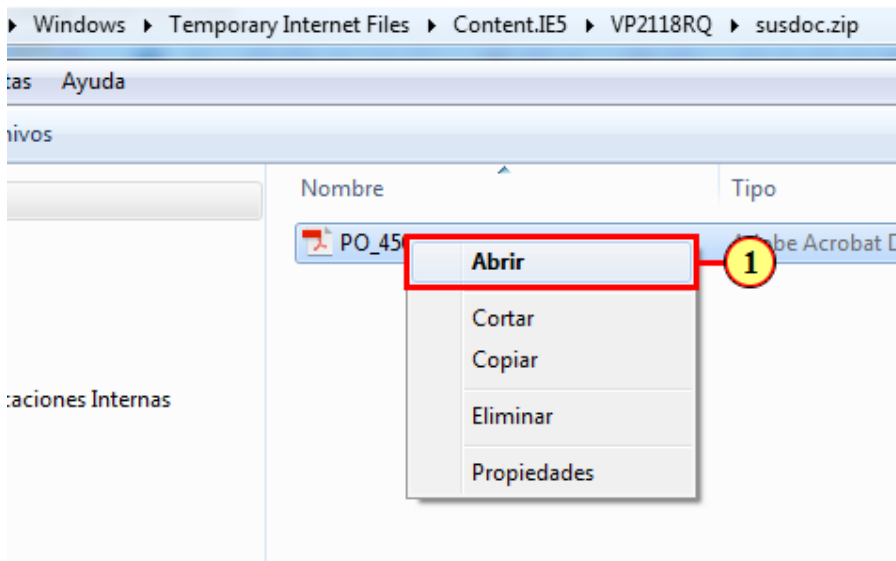 Windows Temporary Internet Files Content.IE5 VP2118RQ susdoc.zip
tas Ayuda
hivos
Nombre Tipo
PO_45 Adobe Acrobat D
Abrir 1
Cortar
Copiar
caciones Internas
Eliminar
Propiedades